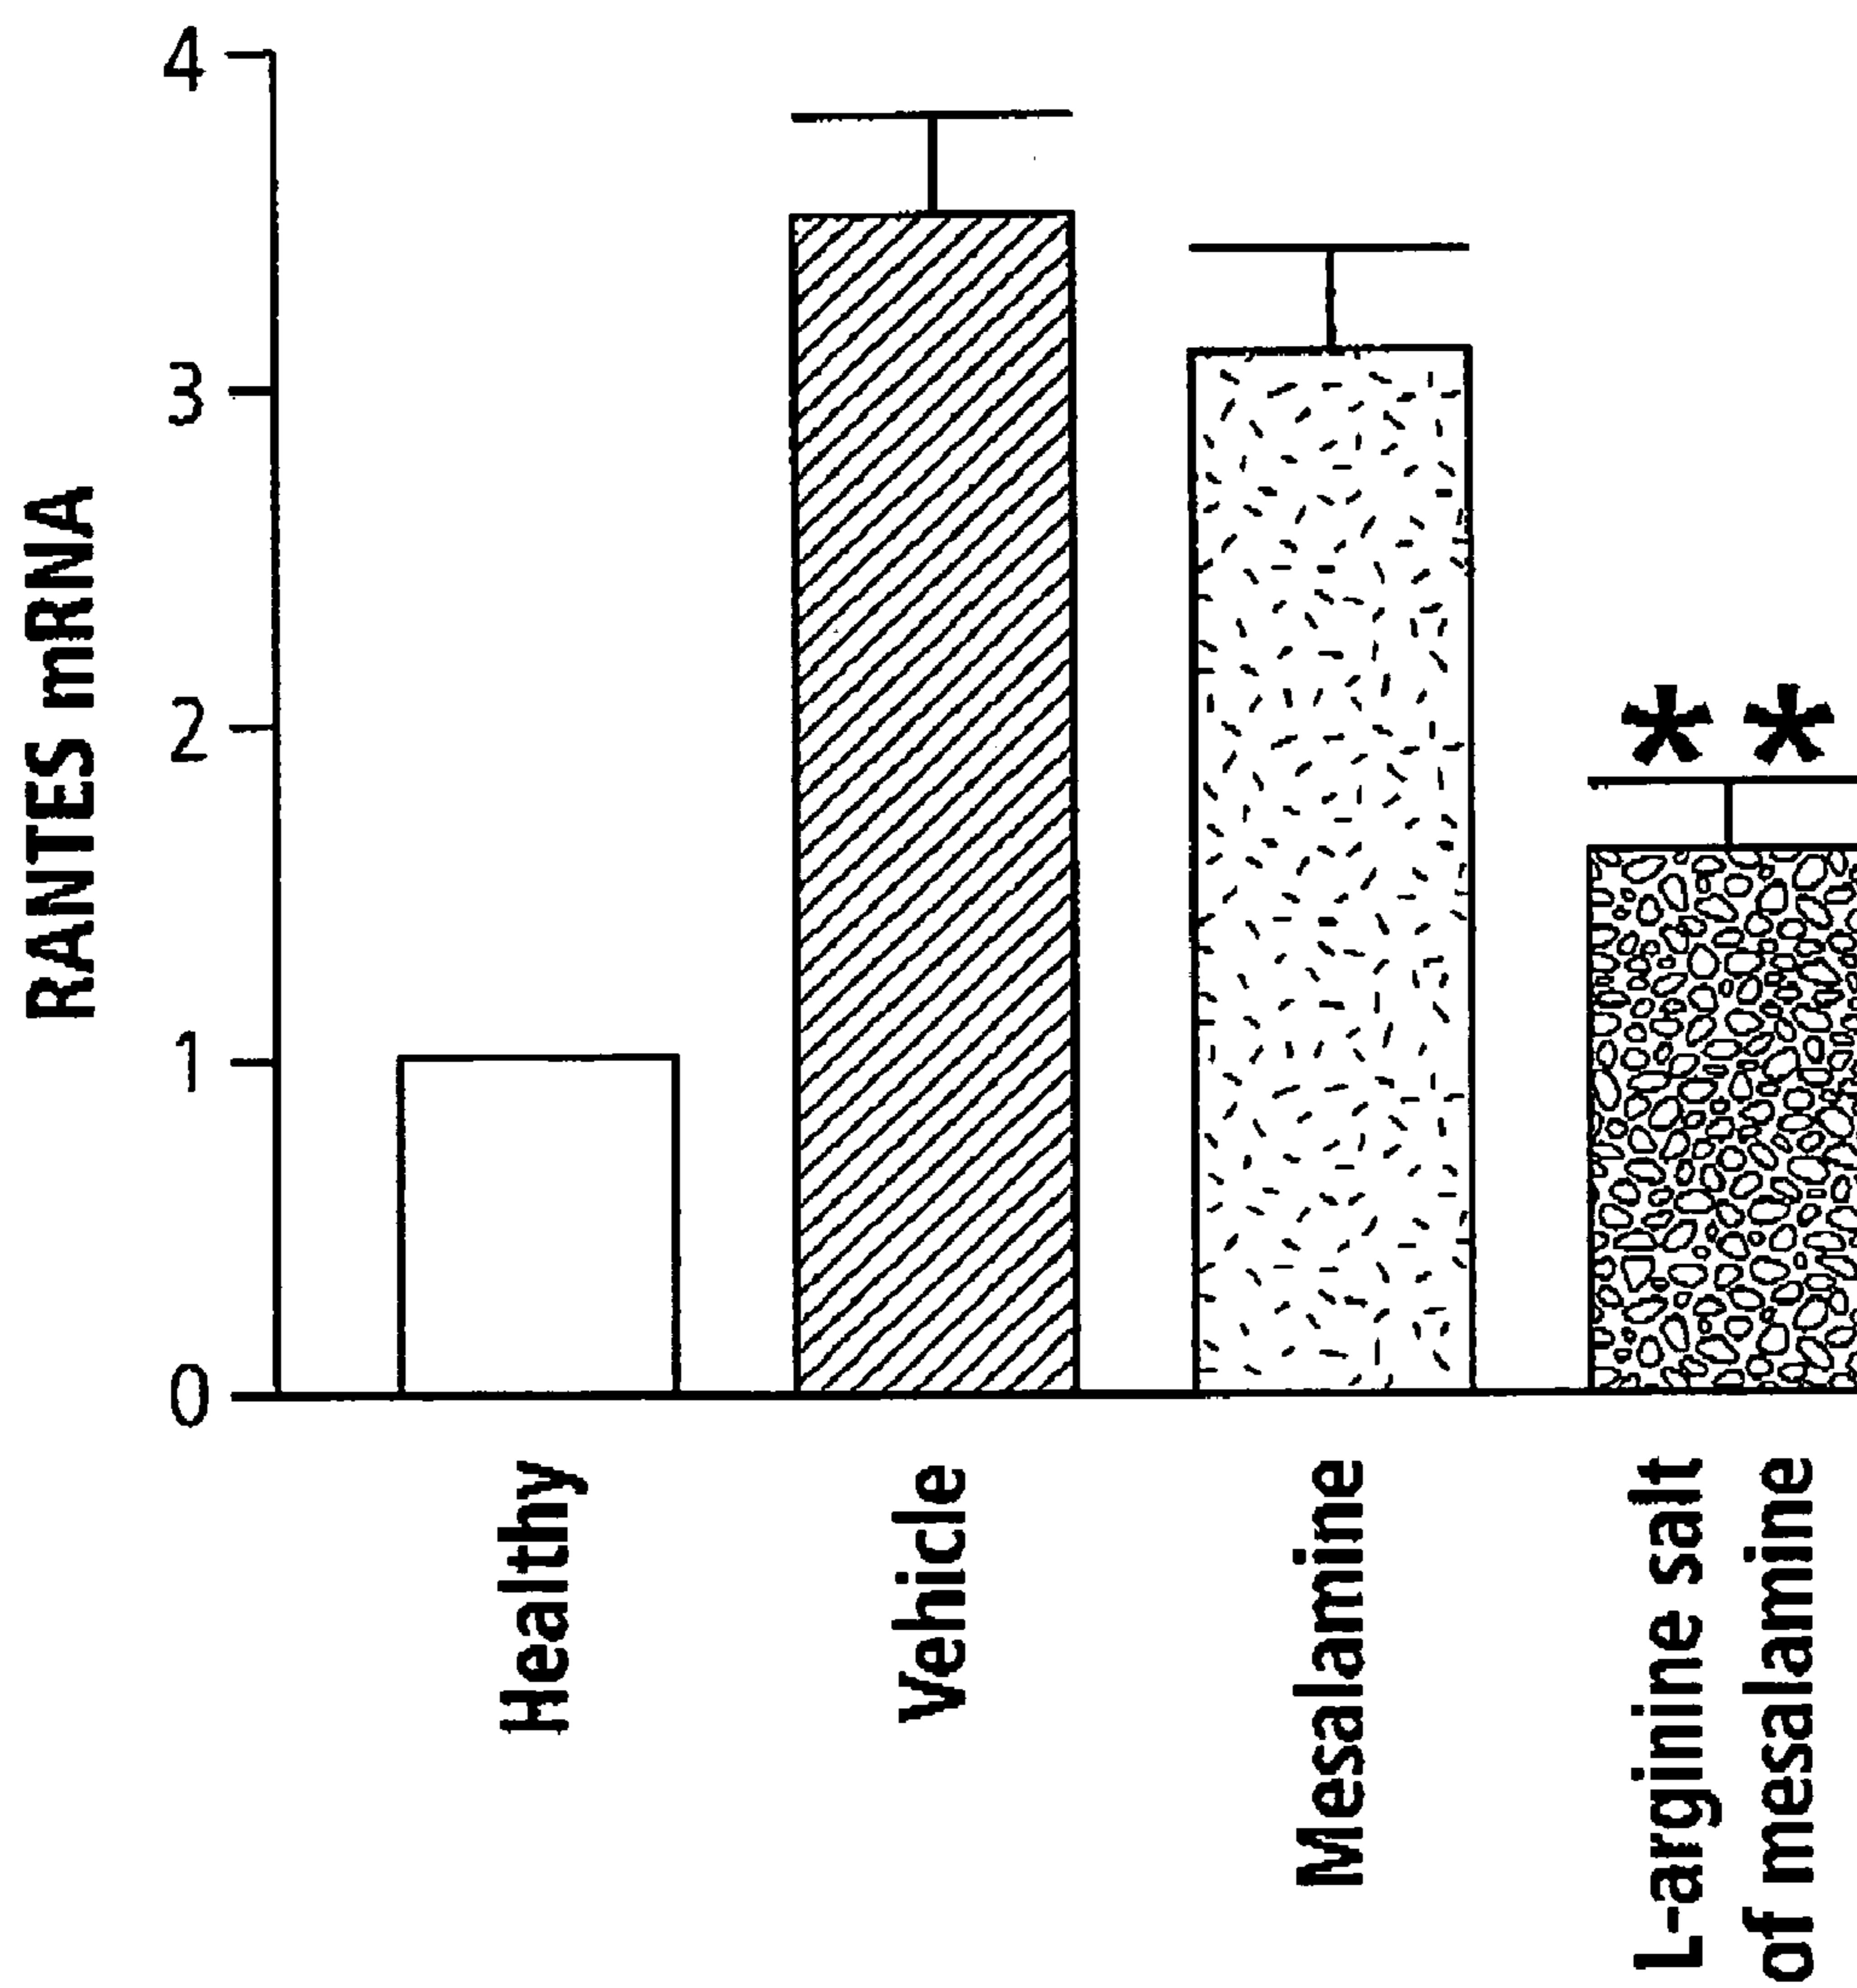 RANTES mRNA
4
3
2
1
0
**
Healthy
Vehicle
Mesalamine
L-arginine salt
of mesalamine